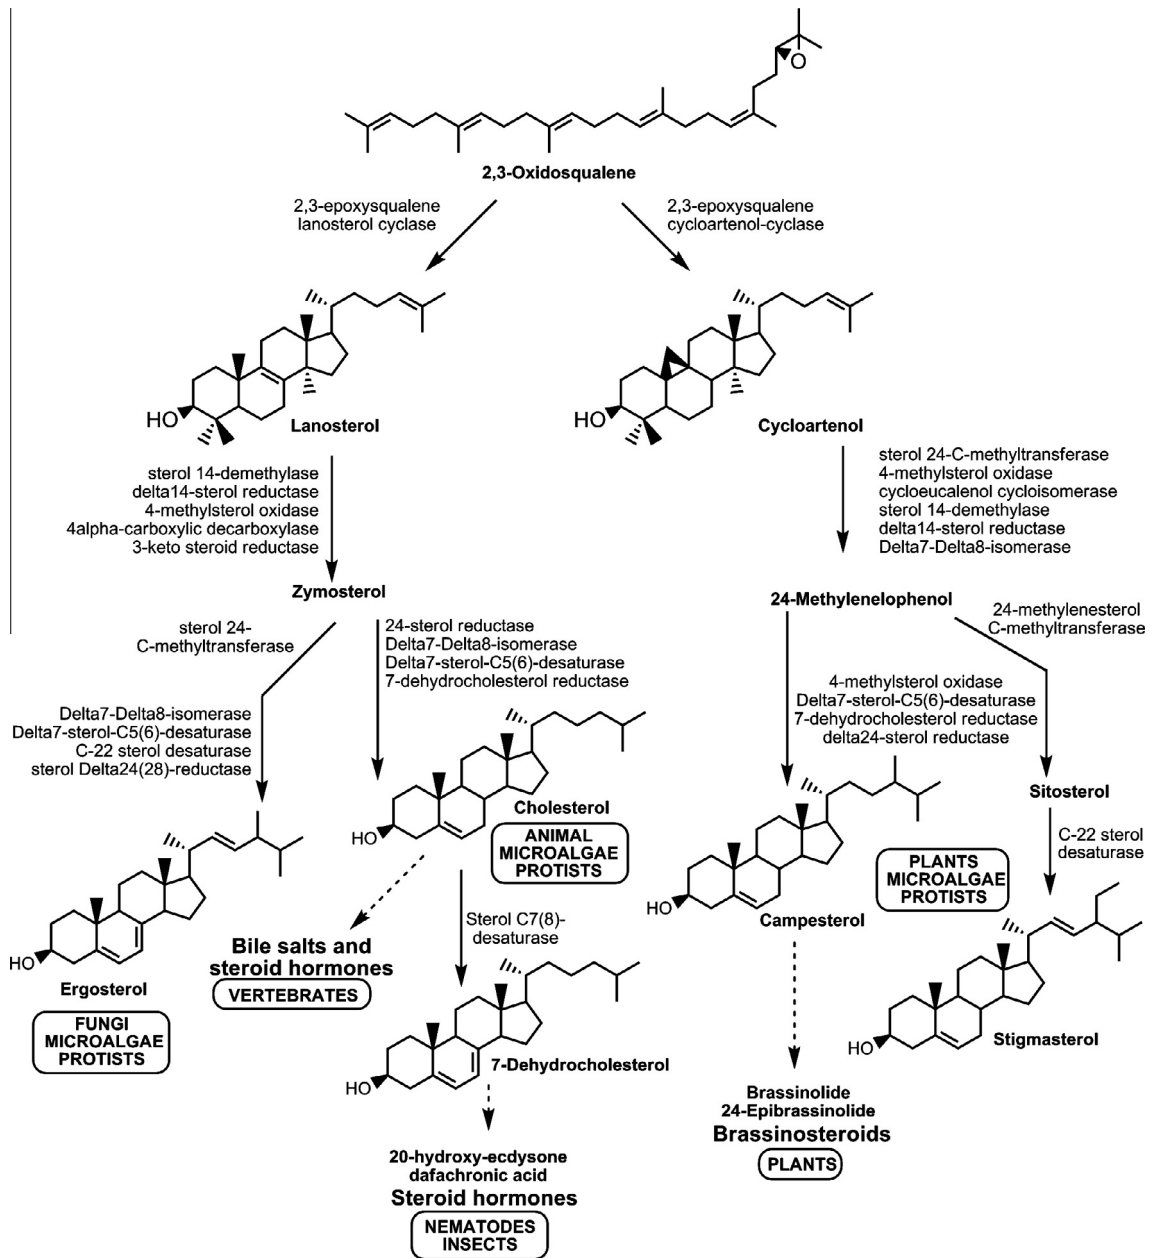 O
2,3-Oxidosqualene
2,3-epoxysqualene
lanosterol cyclase
2,3-epoxysqualene
cycloartenol-cyclase
HO
Lanosterol
HO
Cycloartenol
sterol 14-demethylase
delta14-sterol reductase
4-methylsterol oxidase
4alpha-carboxylic decarboxylase
3-keto steroid reductase
sterol 24-C-methyltransferase
4-methylsterol oxidase
cycloeucalenol cycloisomerase
sterol 14-demethylase
delta14-sterol reductase
Delta7-Delta8-isomerase
Zymosterol
24-Methylenelophenol
sterol 24-
C-methyltransferase
24-sterol reductase
Delta7-Delta8-isomerase
Delta7-sterol-C5(6)-desaturase
7-dehydrocholesterol reductase
24-methylenesterol
C-methyltransferase
Delta7-Delta8-isomerase
Delta7-sterol-C5(6)-desaturase
C-22 sterol desaturase
sterol Delta24(28)-reductase
4-methylsterol oxidase
Delta7-sterol-C5(6)-desaturase
7-dehydrocholesterol reductase
delta24-sterol reductase
Sitosterol
C-22 sterol
desaturase
HO
Cholesterol
ANIMAL
MICROALGAE
PROTISTS
HO
Campesterol
PLANTS
MICROALGAE
PROTISTS
HO
Ergosterol
FUNGI
MICROALGAE
PROTISTS
Bile salts and
steroid hormones
VERTEBRATES
Sterol C7(8)-
desaturase
HO
7-Dehydrocholesterol
HO
Stigmasterol
20-hydroxy-ecdysone
dafachronic acid
Steroid hormones
NEMATODES
INSECTS
Brassinolide
24-Epibrassinolide
Brassinosteroids
PLANTS